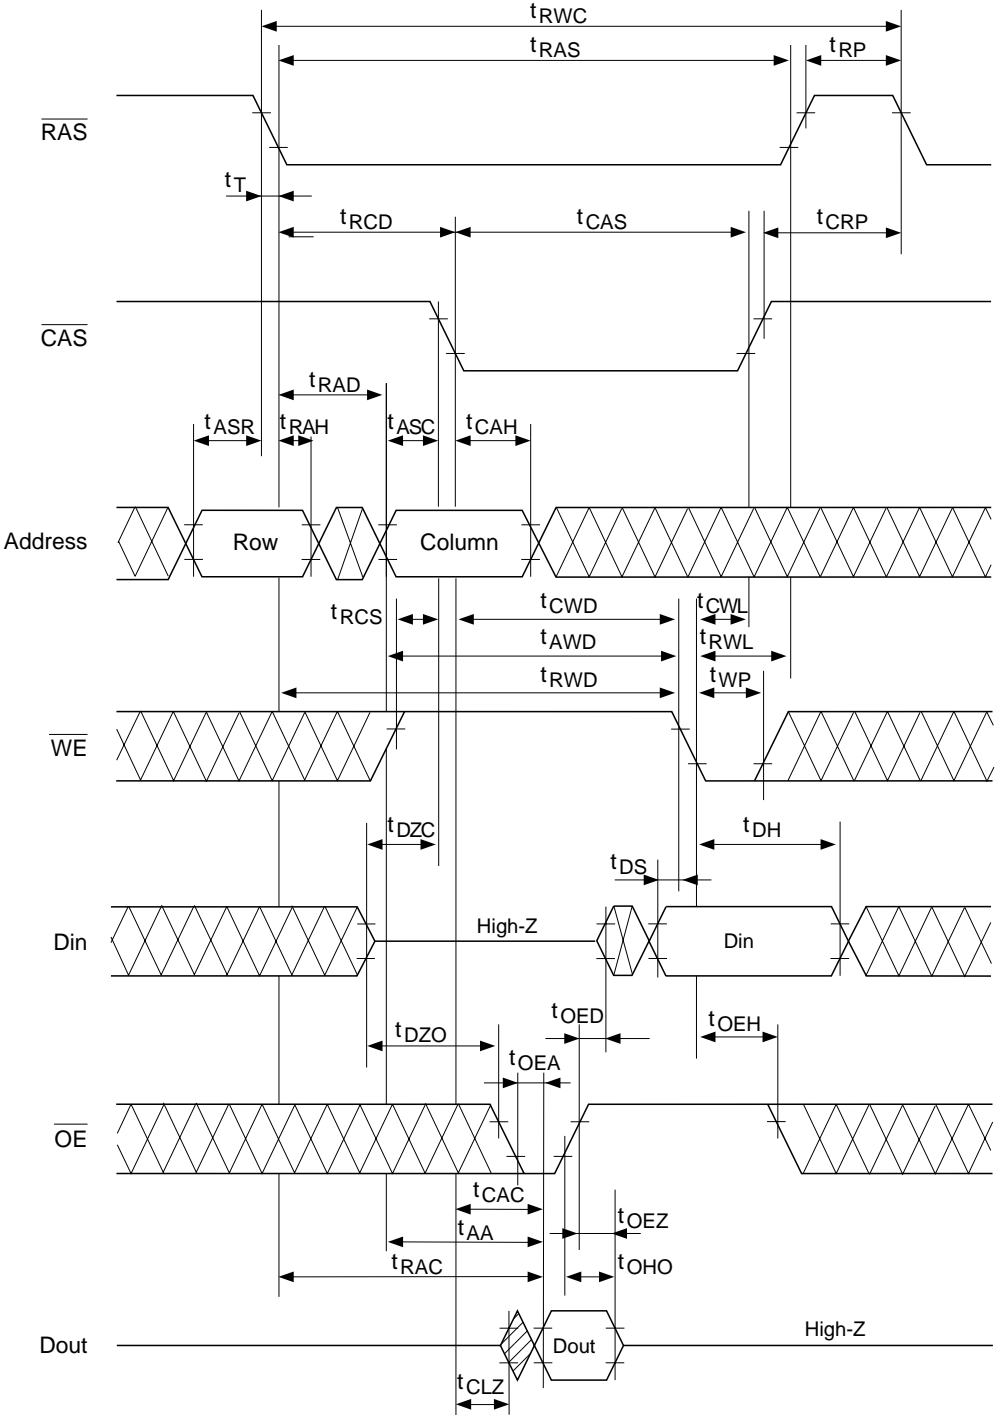 tRWC
tRAS
tRP
RAS
tT
tRCD
tCAS
tCRP
CAS
tRAD
tASR
tRAH
tASC
tCAH
Address
Row
Column
tRCS
tCWD
tCWL
tAWD
tRWL
tRWD
tWP
WE
tDZC
tDH
tDS
Din
High-Z
Din
tDZO
tOED
tOEH
tOEA
OE
tCAC
tAA
tOEZ
tRAC
tOHO
Dout
Dout
High-Z
tCLZ